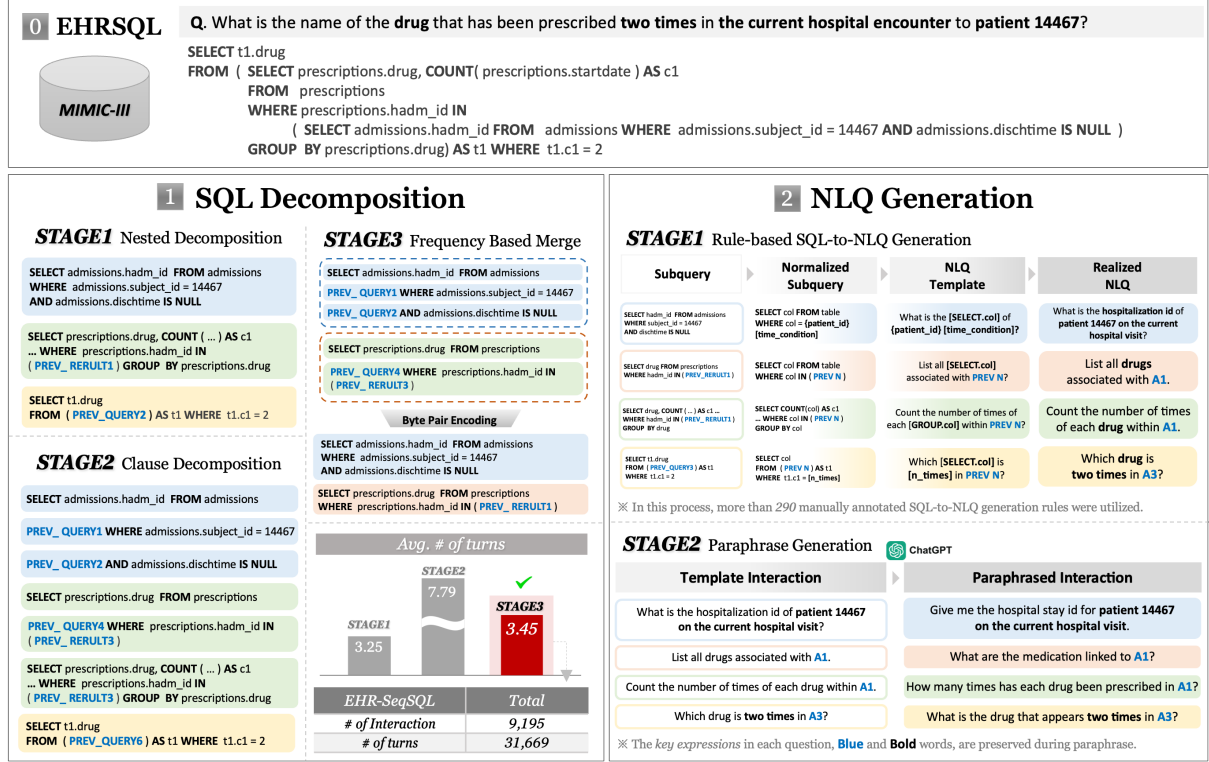 0 EHRSQL
Q. What is the name of the drug that has been prescribed two times in the current hospital encounter to patient 14467?
MIMIC-III
SELECT t1.drug
FROM ( SELECT prescriptions.drug, COUNT( prescriptions.startdate ) AS c1
FROM prescriptions
WHERE prescriptions.hadm_id IN
( SELECT admissions.hadm_id FROM admissions WHERE admissions.subject_id = 14467 AND admissions.dischtime IS NULL )
GROUP BY prescriptions.drug) AS t1 WHERE t1.c1 = 2
1 SQL Decomposition
STAGE1 Nested Decomposition
SELECT admissions.hadm_id FROM admissions
WHERE admissions.subject_id = 14467
AND admissions.dischtime IS NULL
SELECT prescriptions.drug, COUNT ( ... ) AS c1
... WHERE prescriptions.hadm_id IN
( PREV_RERULT1 ) GROUP BY prescriptions.drug
SELECT t1.drug
FROM ( PREV_QUERY2 ) AS t1 WHERE t1.c1 = 2
STAGE2 Clause Decomposition
SELECT admissions.hadm_id FROM admissions
PREV_ QUERY1 WHERE admissions.subject_id = 14467
PREV_ QUERY2 AND admissions.dischtime IS NULL
SELECT prescriptions.drug FROM prescriptions
PREV_QUERY4 WHERE prescriptions.hadm_id IN
( PREV_RERULT3 )
SELECT prescriptions.drug, COUNT ( ... ) AS c1
... WHERE prescriptions.hadm_id IN
( PREV_RERULT3 ) GROUP BY prescriptions.drug
SELECT t1.drug
FROM ( PREV_QUERY6 ) AS t1 WHERE t1.c1 = 2
STAGE3 Frequency Based Merge
SELECT admissions.hadm_id FROM admissions
PREV_ QUERY1 WHERE admissions.subject_id = 14467
PREV_ QUERY2 AND admissions.dischtime IS NULL
SELECT prescriptions.drug FROM prescriptions
PREV_ QUERY4 WHERE prescriptions.hadm_id IN
( PREV_RERULT3 )
Byte Pair Encoding
SELECT admissions.hadm_id FROM admissions
WHERE admissions.subject_id = 14467
AND admissions.dischtime IS NULL
SELECT prescriptions.drug FROM prescriptions
WHERE prescriptions.hadm_id IN ( PREV_RERULT1 )
Avg. # of turns
STAGE1
3.25
STAGE2
7.79
STAGE3
3.45
EHR-SeqSQL Total
# of Interaction 9,195
# of turns 31,669
2 NLQ Generation
STAGE1 Rule-based SQL-to-NLQ Generation
Subquery
Normalized
Subquery
NLQ
Template
Realized
NLQ
SELECT hadm_id FROM admissions
WHERE subject_id = 14467
AND dischtime IS NULL
SELECT col FROM table
WHERE col = {patient_id}
[time_condition]
What is the [SELECT.col] of
{patient_id} [time_condition]?
What is the hospitalization id of
patient 14467 on the current
hospital visit?
SELECT drug FROM prescriptions
WHERE hadm_id IN ( PREV_RERULT1 )
SELECT col FROM table
WHERE col IN ( PREV N )
List all [SELECT.col]
associated with PREV N?
List all drugs
associated with A1.
SELECT drug, COUNT ( ... ) AS c1 ...
WHERE hadm_id IN ( PREV_RERULT1 )
GROUP BY drug
SELECT COUNT(col) AS c1
... WHERE col IN ( PREV N )
GROUP BY col
Count the number of times of
each [GROUP.col] within PREV N?
Count the number of times
of each drug within A1.
SELECT t1.drug
FROM ( PREV_QUERY3 ) AS t1
WHERE t1.c1 = 2
SELECT col
FROM ( PREV N ) AS t1
WHERE t1.c1 = [n_times]
Which [SELECT.col] is
[n_times] in PREV N?
Which drug is
two times in A3?
※ In this process, more than 290 manually annotated SQL-to-NLQ generation rules were utilized.
STAGE2 Paraphrase Generation
ChatGPT
Template Interaction
Paraphrased Interaction
What is the hospitalization id of patient 14467
on the current hospital visit?
Give me the hospital stay id for patient 14467
on the current hospital visit.
List all drugs associated with A1.
What are the medication linked to A1?
Count the number of times of each drug within A1.
How many times has each drug been prescribed in A1?
Which drug is two times in A3?
What is the drug that appears two times in A3?
※ The key expressions in each question, Blue and Bold words, are preserved during paraphrase.